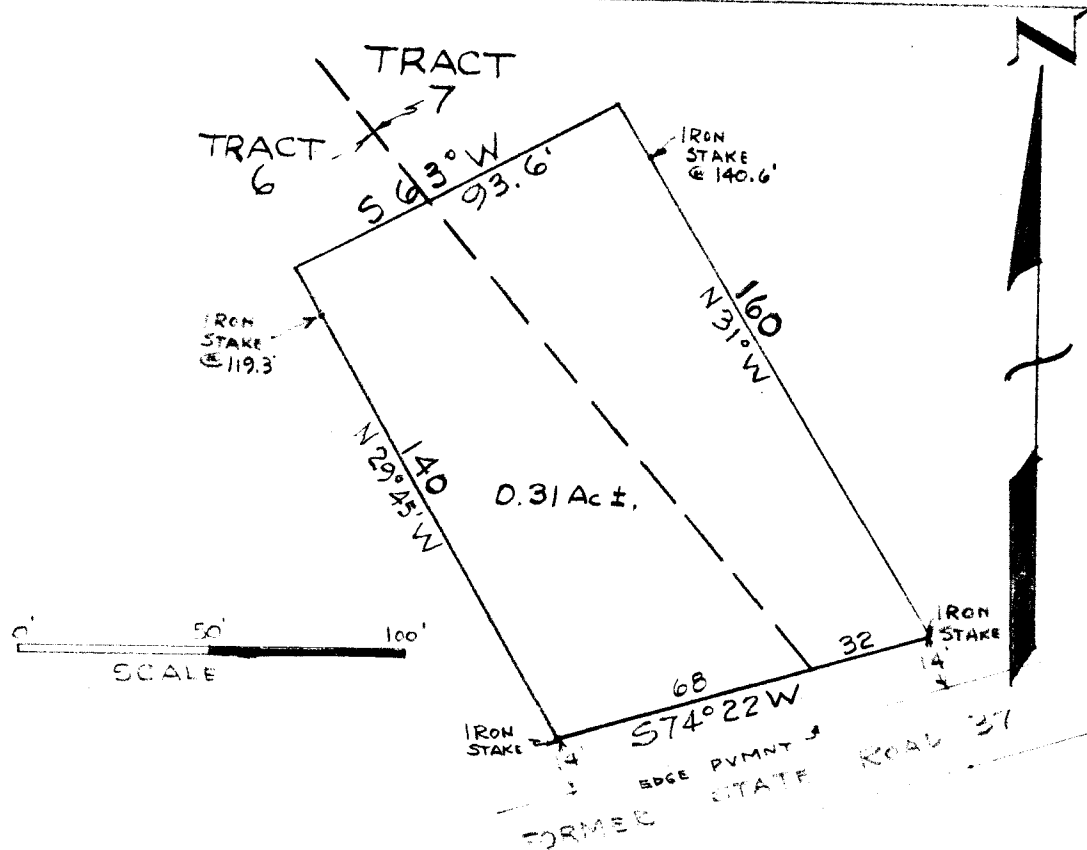 N
TRACT
7
TRACT
6
S 63° W
93.6'
IRON
STAKE
@ 140.6'
160
N 31° W
IRON
STAKE
@ 119.3'
140
N 29° 45' W
0.31 Ac ±.
0' 50' 100'
SCALE
IRON
STAKE
14'
32
68
S 74° 22 W
IRON
STAKE
14'
EDGE PVMNT
FORMER STATE ROAD 37